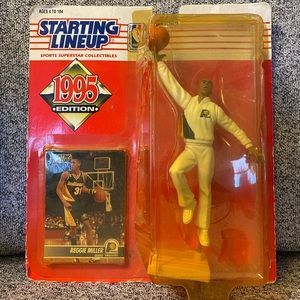 AGES 4 TO 104
STARTING
LINEUP
SPORTS SUPERSTAR COLLECTIBLES
1995
EDITION
31
REGGIE MILLER